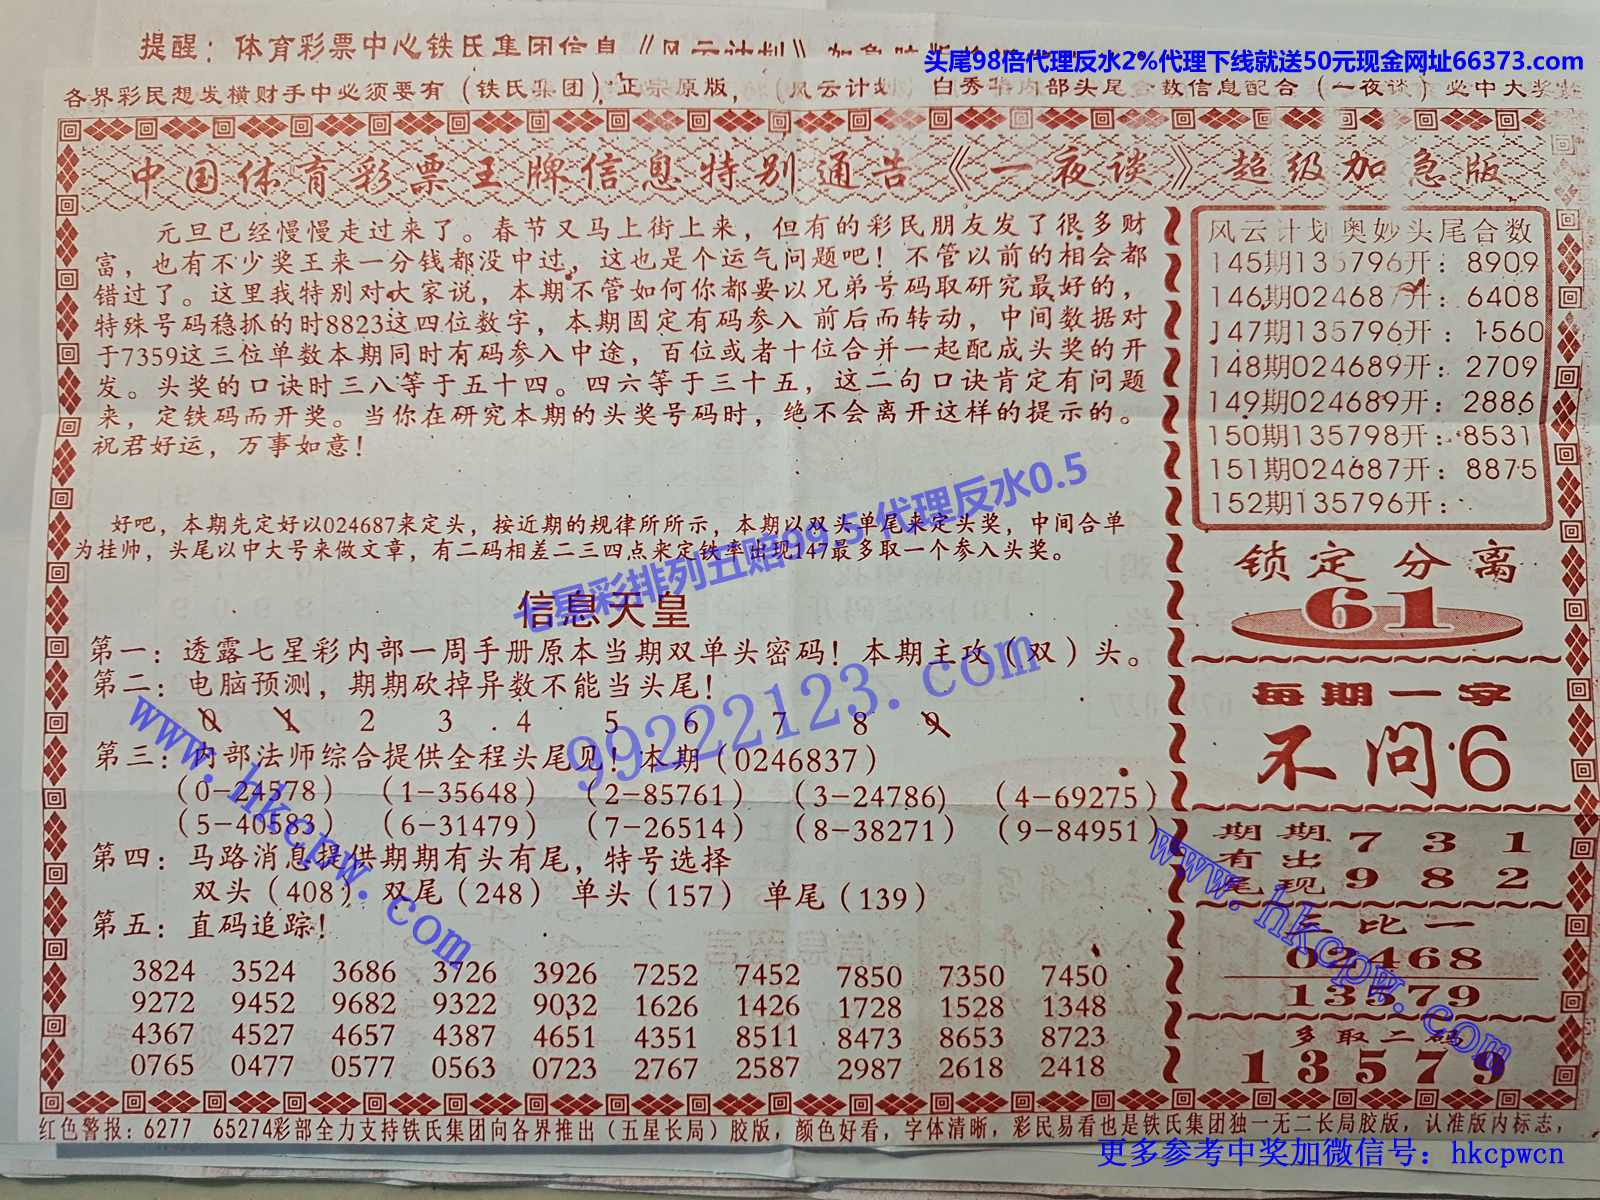 提醒：体育彩票中心铁氏集团信息《风云计划》
头尾98倍代理反水2%代理下线就送50元现金网址66373.com
各界彩民想发横财手中必须要有（铁氏集团），正宗原版，（风云计划）白秀 内部头尾合数信息配合（一夜谈）必中大奖
中国体育彩票王牌信息特别通告《一夜谈》超级加急版
元旦已经慢慢走过来了。春节又马上街上来，但有的彩民朋友发了很多财
富，也有不少奖王来一分钱都没中过，这也是个运气问题吧！不管以前的相会都
错过了。这里我特别对大家说，本期不管如何你都要以兄弟号码取研究最好的，
特殊号码稳抓的时8823这四位数字，本期固定有码参入前后而转动，中间数据对
于7359这三位单数本期同时有码参入中途，百位或者十位合并一起配成头奖的开
发。头奖的口诀时三八等于五十四。四六等于三十五，这二句口诀肯定有问题
来，定铁码而开奖。当你在研究本期的头奖号码时，绝不会离开这样的提示的。
祝君好运，万事如意！
好吧，本期先定好以024687来定头，按近期的规律所所示，本期以双头单尾来定头奖，中间合单
为挂帅，头尾以中大号来做文章，有二码相差二三四点来定铁率出现147最多取一个参入头奖。
七星彩排列五赔99.5 代理反水0.5
信息天皇
第一：透露七星彩内部一周手册原本当期双单头密码！本期主攻（双）头。
第二：电脑预测，期期砍掉异数不能当头尾！
0 1 2 3 4 5 6 7 8 9
第三：内部法师综合提供全程头尾见！本期（0246837）
（0-24578） （1-35648） （2-85761） （3-24786） （4-69275）
（5-40583） （6-31479） （7-26514） （8-38271） （9-84951）
第四：马路消息提供期期有头有尾，特号选择
双头（408） 双尾（248） 单头（157） 单尾（139）
第五：直码追踪！
3824 3524 3686 3726 3926 7252 7452 7850 7350 7450
9272 9452 9682 9322 9032 1626 1426 1728 1528 1348
4367 4527 4657 4387 4651 4351 8511 8473 8653 8723
0765 0477 0577 0563 0723 2767 2587 2987 2618 2418
99222123.com
www.hkcpw.com
风云计划奥妙头尾合数
145期135796开：8909
146期024687开：6408
147期135796开：1560
148期024689开：2709
149期024689开：2886
150期135798开：8531
151期024687开：8875
152期135796开：
锁定分离
61
每期一字
不问6
期期 7 3 1
有出
尾现 9 8 2
www.hkcpw.com
三比一
02468
13579
多取二码
13579
红色警报：6277 65274彩部全力支持铁氏集团向各界推出（五星长局）胶版，颜色好看，字体清晰，彩民易看也是铁氏集团独一无二长局胶版，认准版内标志，
更多参考中奖加微信号：hkcpwcn